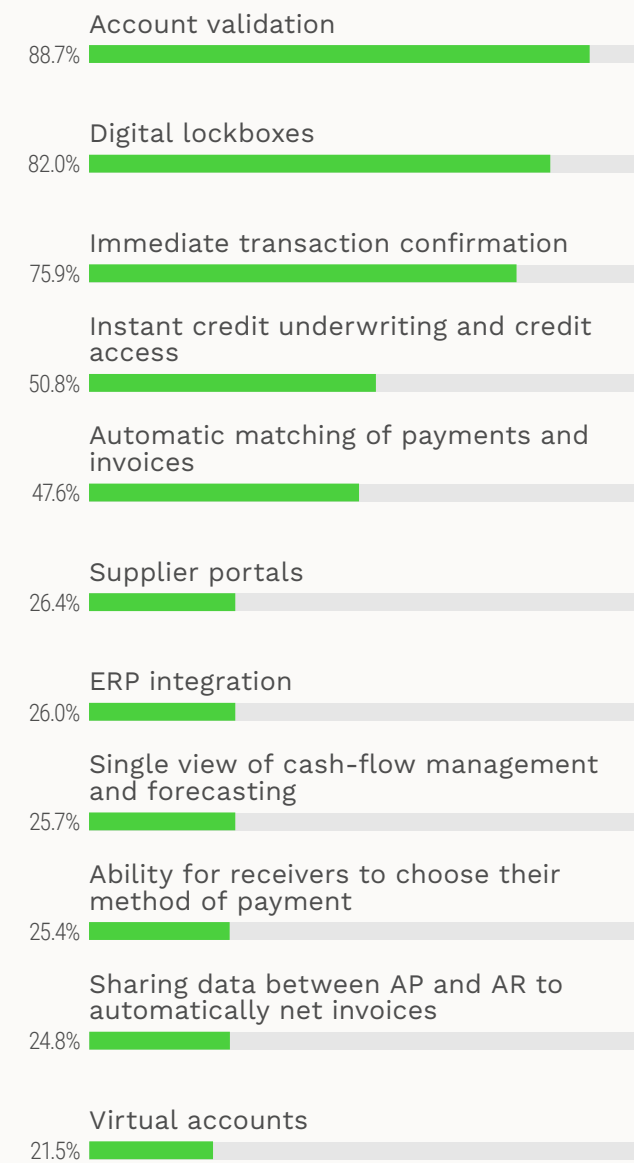 Account validation
88.7%
Digital lockboxes
82.0%
Immediate transaction confirmation
75.9%
Instant credit underwriting and credit
access
50.8%
Automatic matching of payments and
invoices
47.6%
Supplier portals
26.4%
ERP integration
26.0%
Single view of cash-flow management
and forecasting
25.7%
Ability for receivers to choose their
method of payment
25.4%
Sharing data between AP and AR to
automatically net invoices
24.8%
Virtual accounts
21.5%